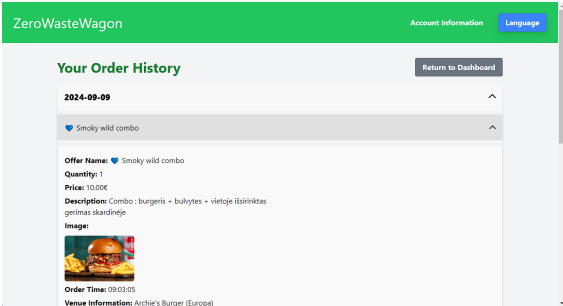 ZeroWasteWagon
Account Information
Language
Your Order History
Return to Dashboard
2024-09-09
💙 Smoky wild combo
Offer Name: 💙 Smoky wild combo
Quantity: 1
Price: 10.00€
Description: Combo : burgeris + bulvytes + vietoje išsirinktas
gerimas skardinėje
Image:
Order Time: 09:03:05
Venue Information: Archie's Burger (Europa)